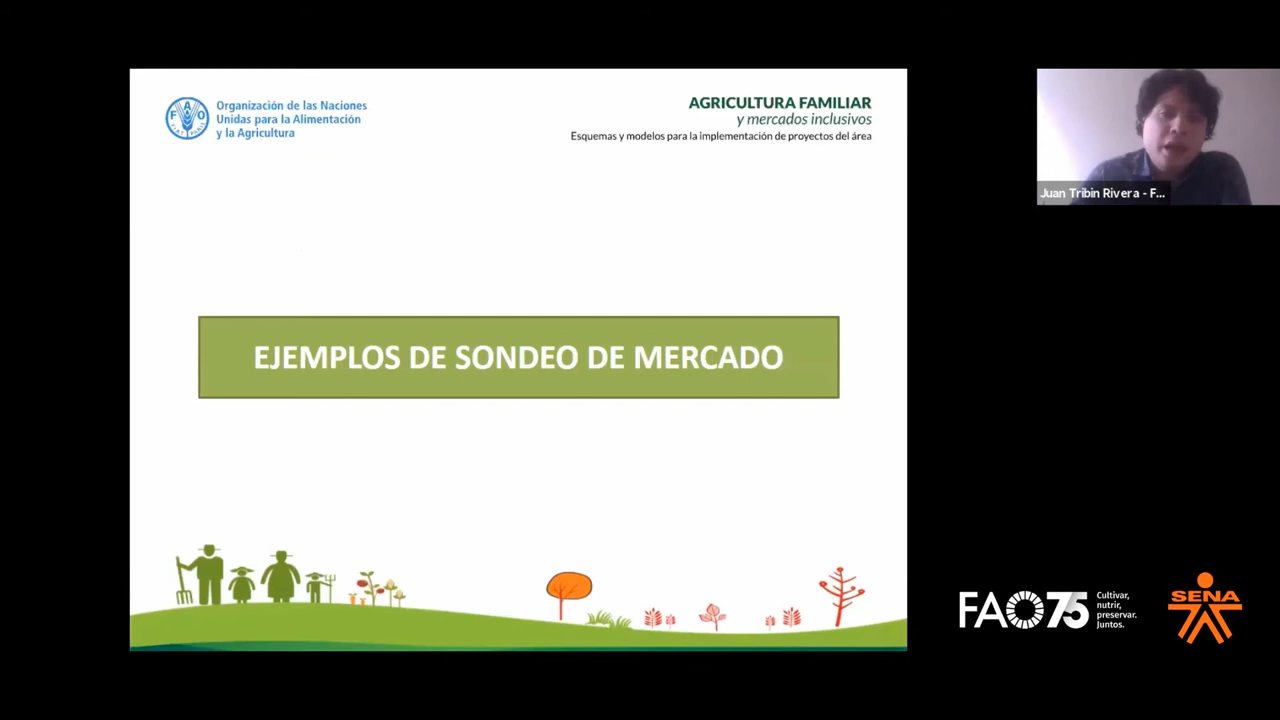 Organización de las Naciones
Unidas para la Alimentación
y la Agricultura
AGRICULTURA FAMILIAR
y mercados inclusivos
Esquemas y modelos para la implementación de proyectos del área
EJEMPLOS DE SONDEO DE MERCADO
Juan Tribin Rivera - F...
FAO75
Cultivar,
nutrir,
preservar.
Juntos.
SENA